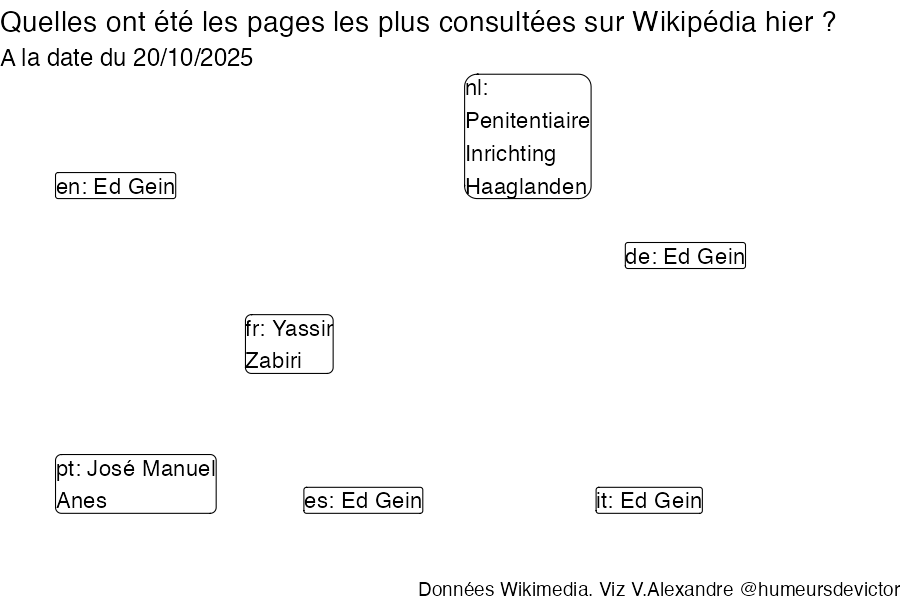 Quelles ont été les pages les plus consultées sur Wikipédia hier ?
A la date du 20/10/2025
nl:
Penitentiaire
Inrichting
Haaglanden
en: Ed Gein
de: Ed Gein
fr: Yassir
Zabiri
pt: José Manuel
Anes
es: Ed Gein
it: Ed Gein
Données Wikimedia. Viz V.Alexandre @humeursdevictor